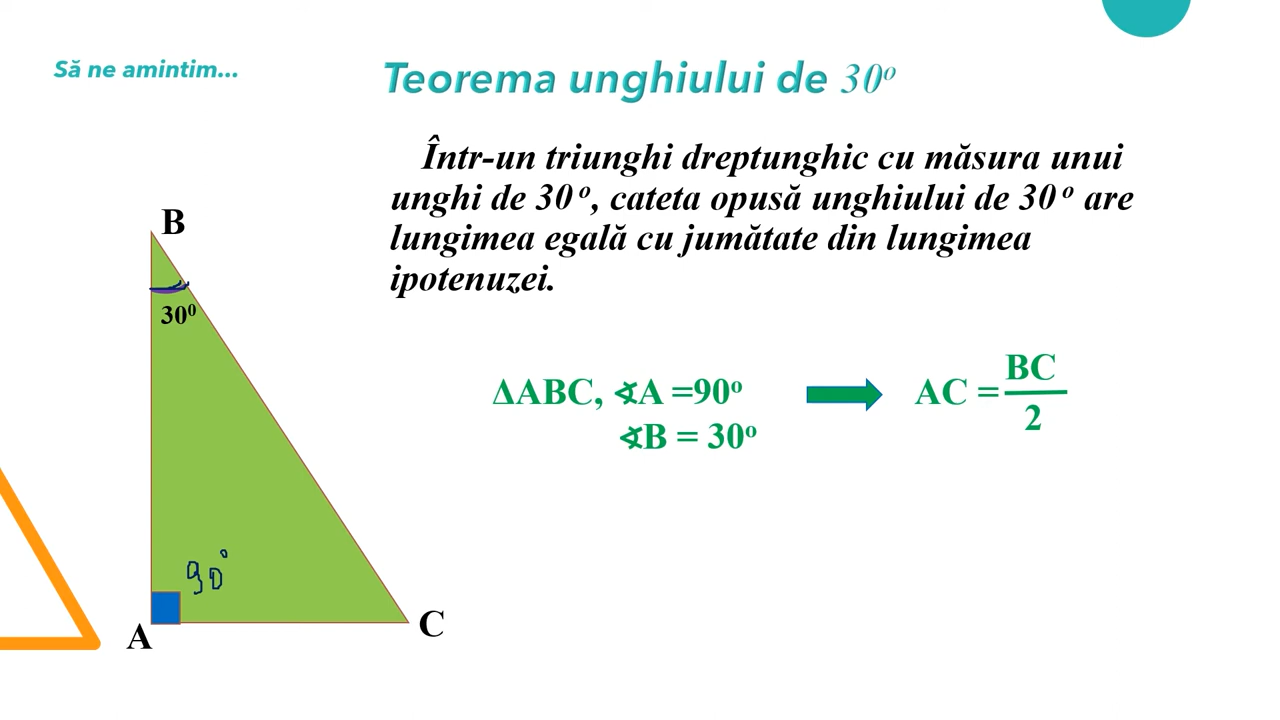 Să ne amintim...
Teorema unghiului de 30º
Într-un triunghi dreptunghic cu măsura unui
unghi de 30º, cateta opusă unghiului de 30º are
lungimea egală cu jumătate din lungimea
ipotenuzei.
B
30⁰
ΔABC, ∢A =90º
∢B = 30º
AC = BC/2
90°
A
C